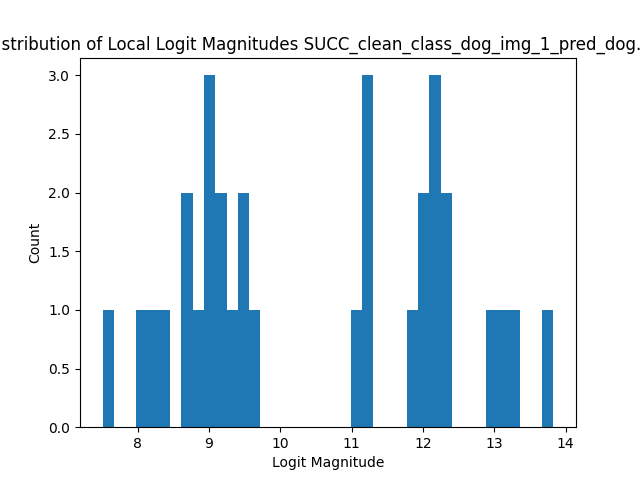 stribution of Local Logit Magnitudes SUCC_clean_class_dog_img_1_pred_dog.
3.0
2.5
2.0
1.5
1.0
0.5
0.0
Count
8 9 10 11 12 13 14
Logit Magnitude